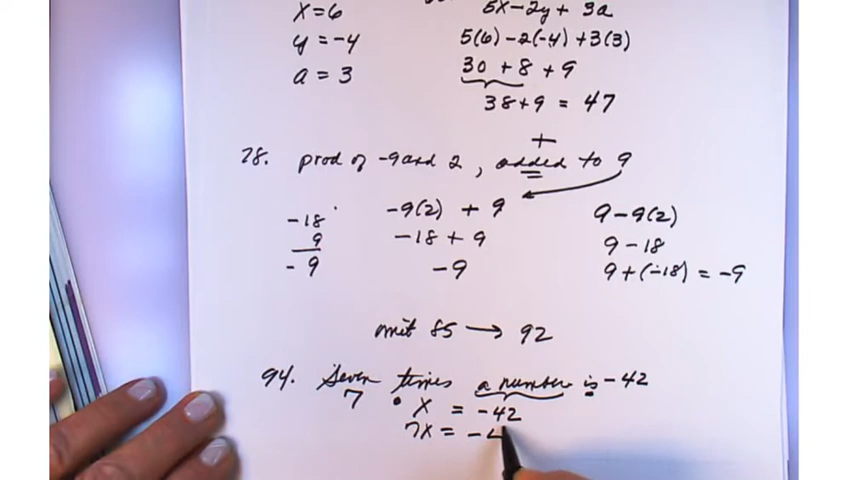 x = 6
5x - 2y + 3a
y = -4
5(6) - 2(-4) + 3(3)
a = 3
30 + 8 + 9
38 + 9 = 47
+
78. prod of -9 and 2, added to 9
-18
9
- 9
-9(2) + 9
-18 + 9
-9
9 - 9(2)
9 - 18
9 + (-18) = -9
omit 85 → 92
94. Seven times a number is -42
7 • x = -42
7x = -4